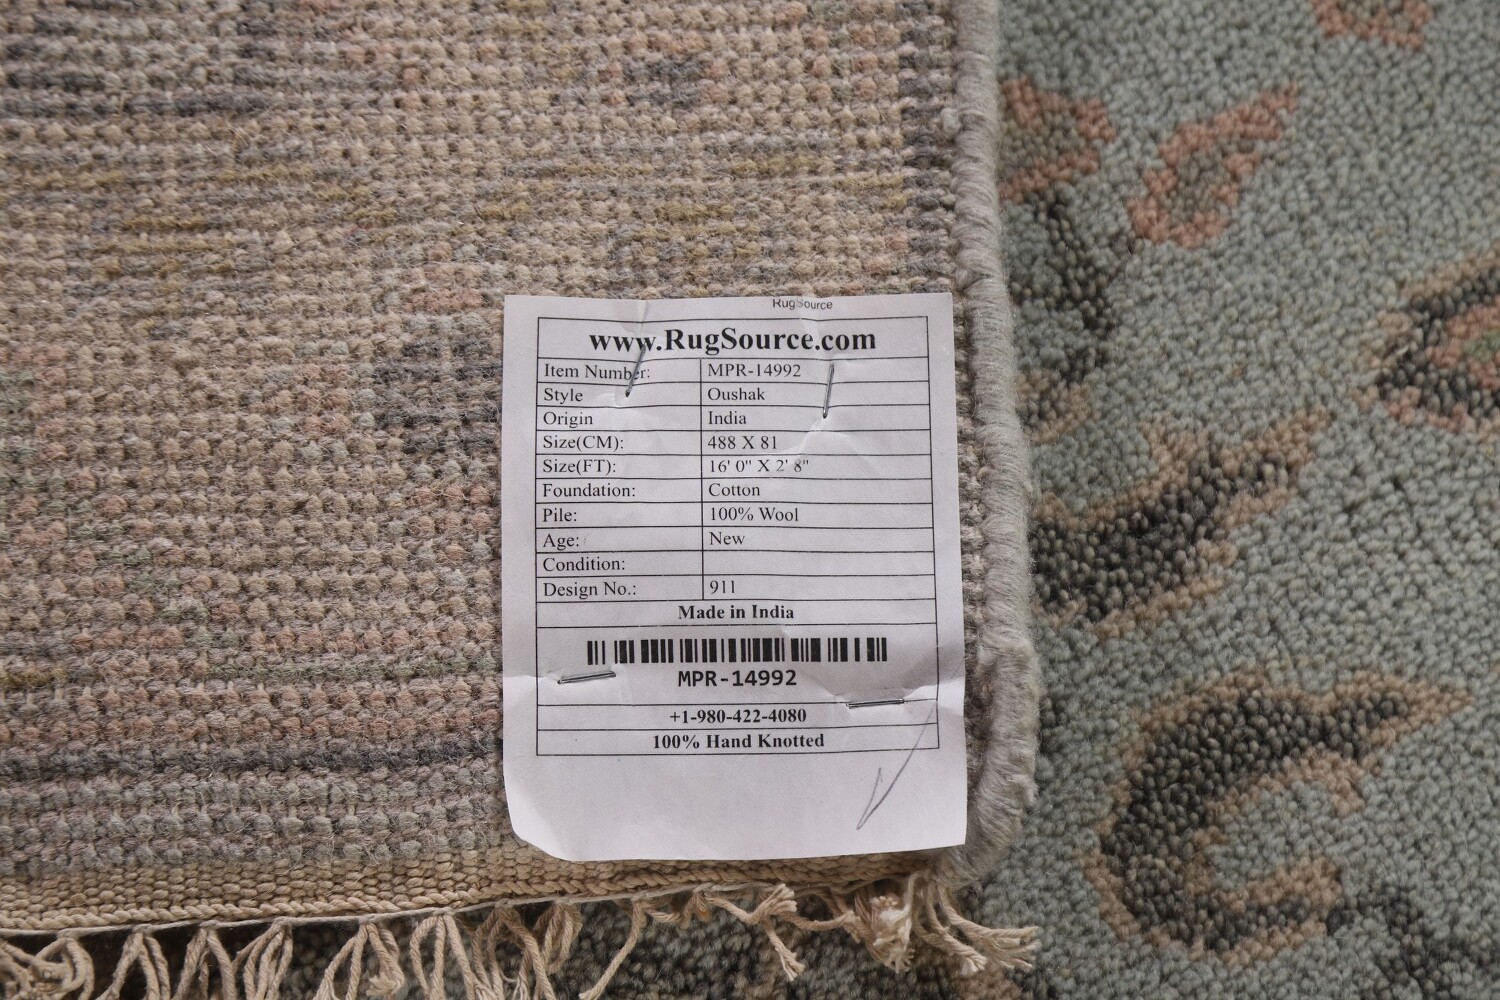 RugSource
www.RugSource.com
Item Number: MPR-14992
Style Oushak
Origin India
Size(CM): 488 X 81
Size(FT): 16' 0" X 2' 8"
Foundation: Cotton
Pile: 100% Wool
Age: New
Condition:
Design No.: 911
Made in India
MPR-14992
+1-980-422-4080
100% Hand Knotted